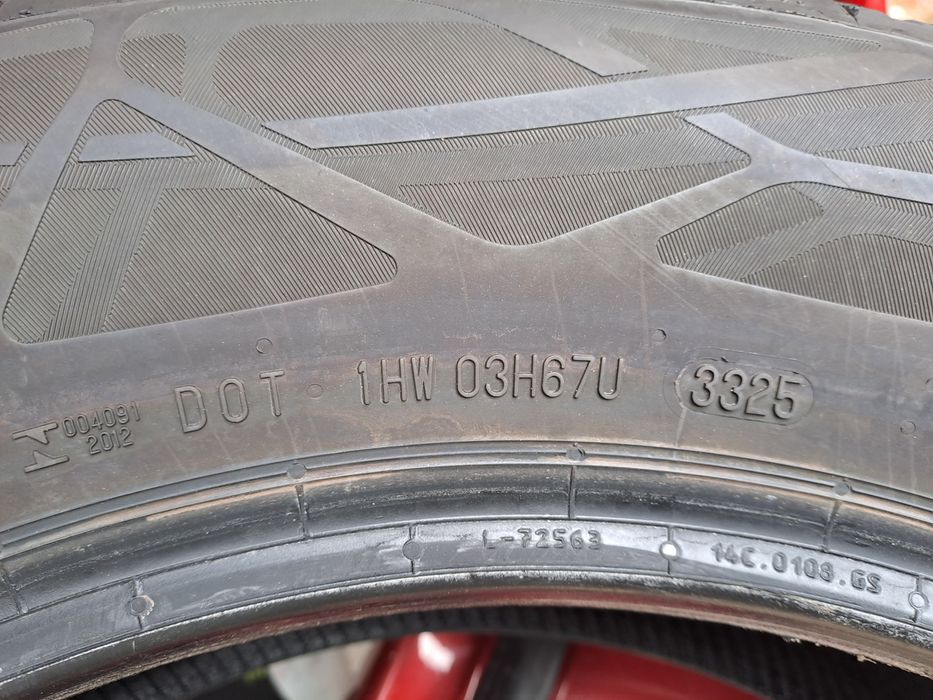 004091
2012
DOT 1HW 03H67U 3325
L-72563
14C.0108.GS